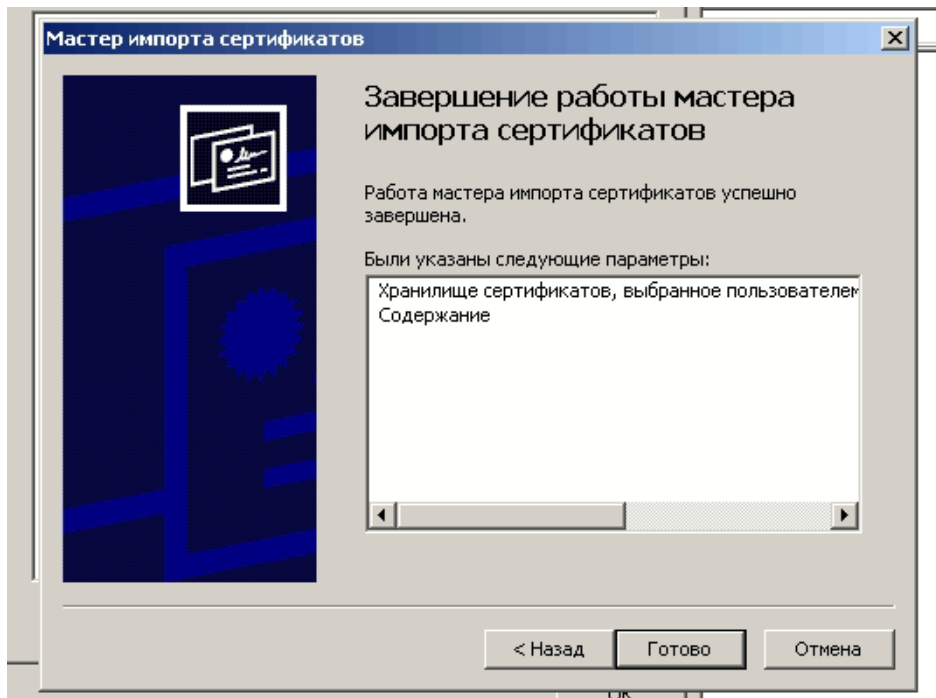 Мастер импорта сертификатов
Завершение работы мастера
импорта сертификатов
Работа мастера импорта сертификатов успешно
завершена.
Были указаны следующие параметры:
Хранилище сертификатов, выбранное пользователем
Содержание
< Назад
Готово
Отмена